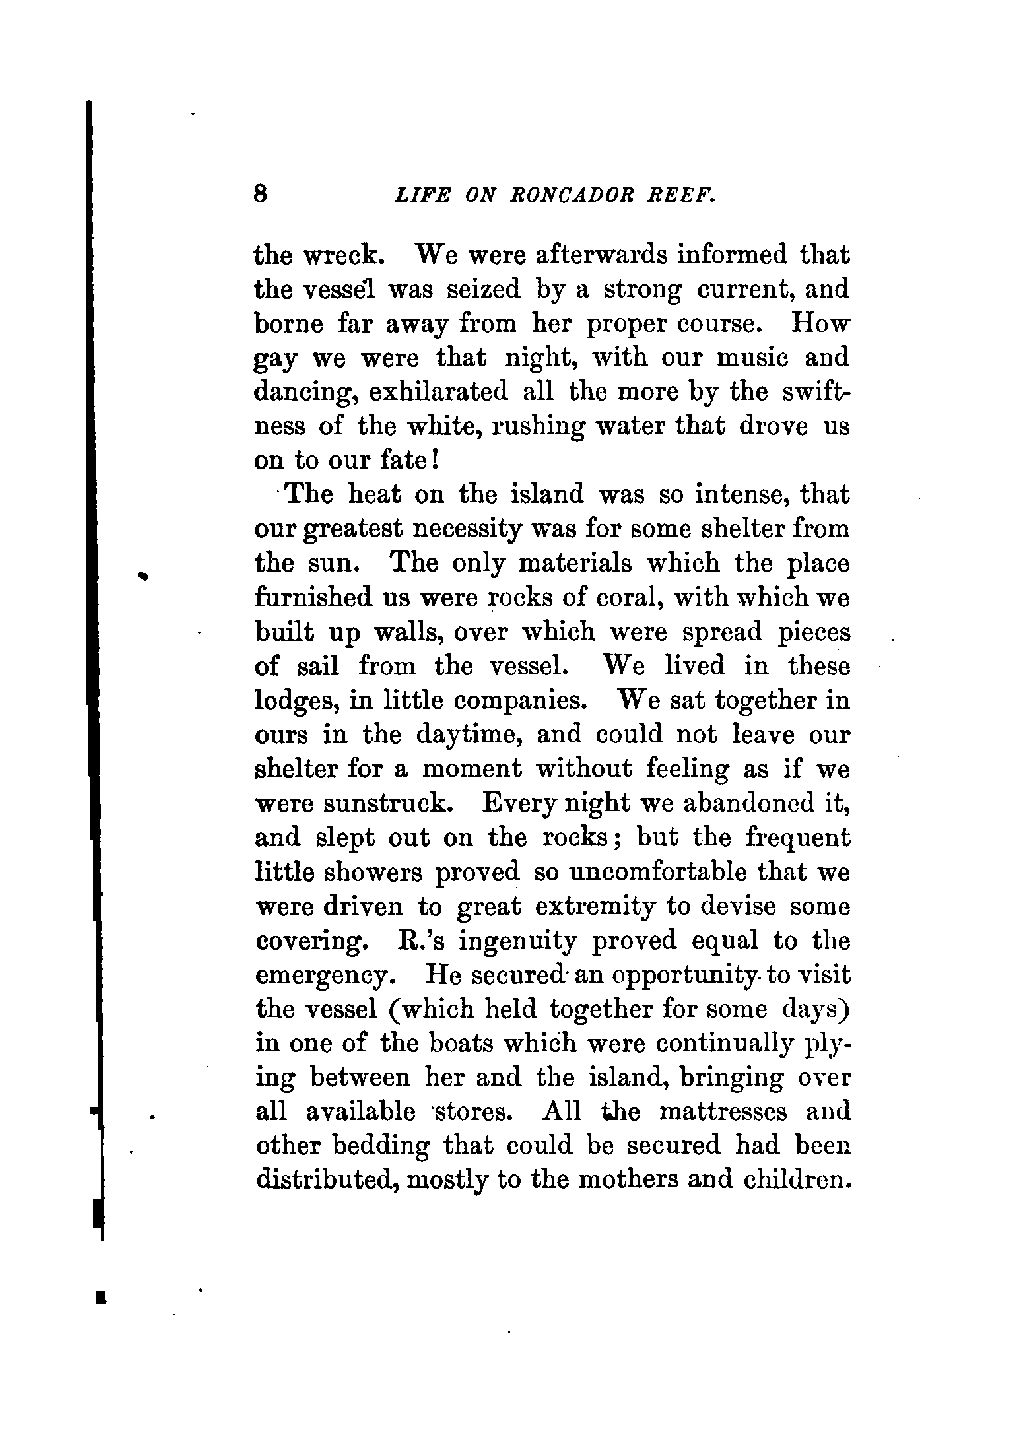 8 LIFE ON RONCADOR REEF.
the wreck. We were afterwards informed that
the vessel was seized by a strong current, and
borne far away from her proper course. How
gay we were that night, with our music and
dancing, exhilarated all the more by the swift-
ness of the white, rushing water that drove us
on to our fate!
The heat on the island was so intense, that
our greatest necessity was for some shelter from
the sun. The only materials which the place
furnished us were rocks of coral, with which we
built up walls, over which were spread pieces
of sail from the vessel. We lived in these
lodges, in little companies. We sat together in
ours in the daytime, and could not leave our
shelter for a moment without feeling as if we
were sunstruck. Every night we abandoned it,
and slept out on the rocks; but the frequent
little showers proved so uncomfortable that we
were driven to great extremity to devise some
covering. R.'s ingenuity proved equal to the
emergency. He secured an opportunity to visit
the vessel (which held together for some days)
in one of the boats which were continually ply-
ing between her and the island, bringing over
all available stores. All the mattresses and
other bedding that could be secured had been
distributed, mostly to the mothers and children.